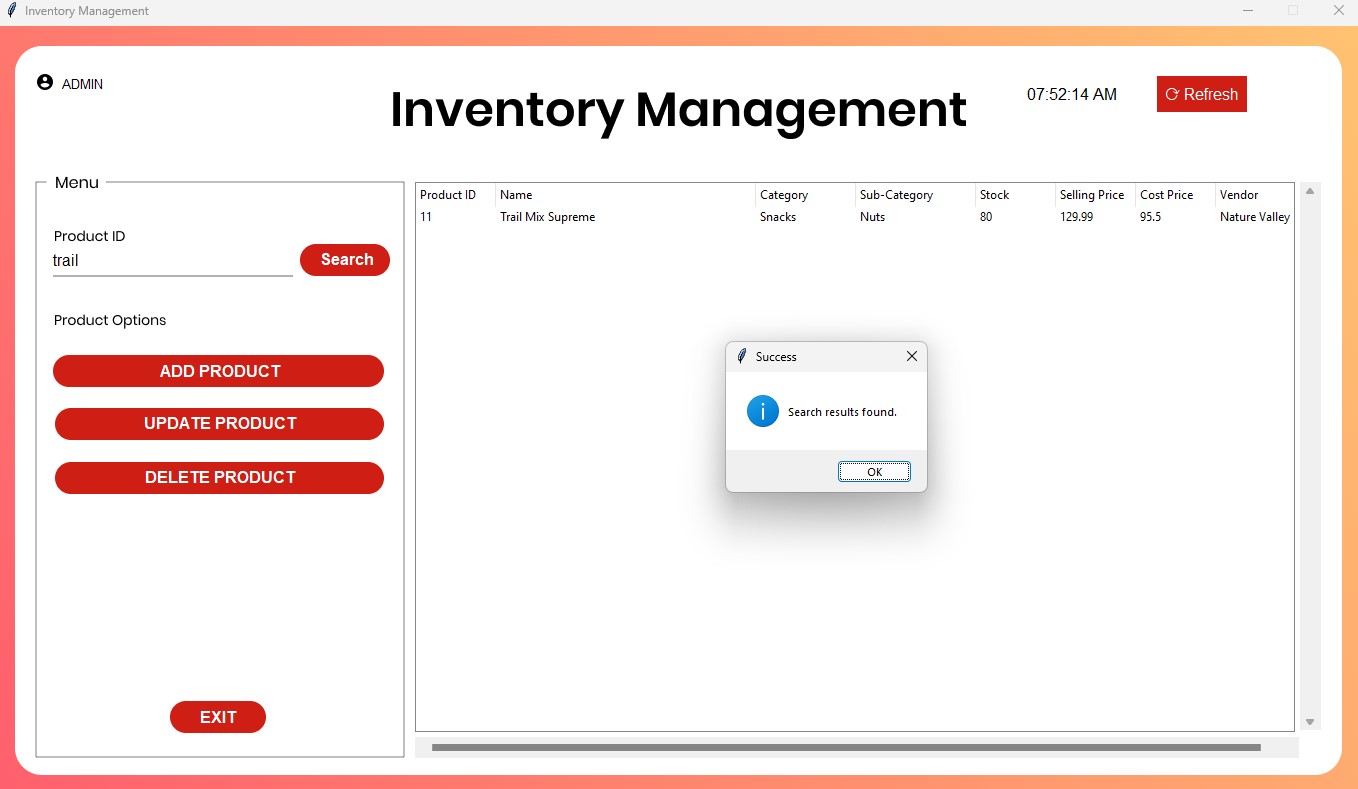 Inventory Management
ADMIN
Inventory Management
07:52:14 AM
Refresh
Menu
Product ID
trail
Search
Product Options
ADD PRODUCT
UPDATE PRODUCT
DELETE PRODUCT
EXIT
Product ID Name Category Sub-Category Stock Selling Price Cost Price Vendor
11 Trail Mix Supreme Snacks Nuts 80 129.99 95.5 Nature Valley
Success
Search results found.
OK